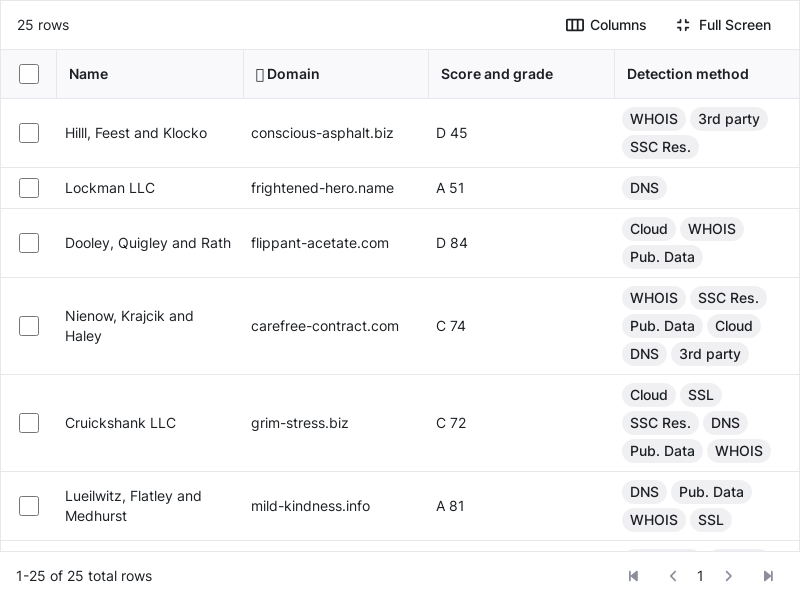 25 rows
Columns
Full Screen
Name
Domain
Score and grade
Detection method
Hilll, Feest and Klocko
conscious-asphalt.biz
D 45
WHOIS 3rd party
SSC Res.
Lockman LLC
frightened-hero.name
A 51
DNS
Dooley, Quigley and Rath
flippant-acetate.com
D 84
Cloud WHOIS
Pub. Data
Nienow, Krajcik and
Haley
carefree-contract.com
C 74
WHOIS SSC Res.
Pub. Data Cloud
DNS 3rd party
Cruickshank LLC
grim-stress.biz
C 72
Cloud SSL
SSC Res. DNS
Pub. Data WHOIS
Lueilwitz, Flatley and
Medhurst
mild-kindness.info
A 81
DNS Pub. Data
WHOIS SSL
1-25 of 25 total rows
1